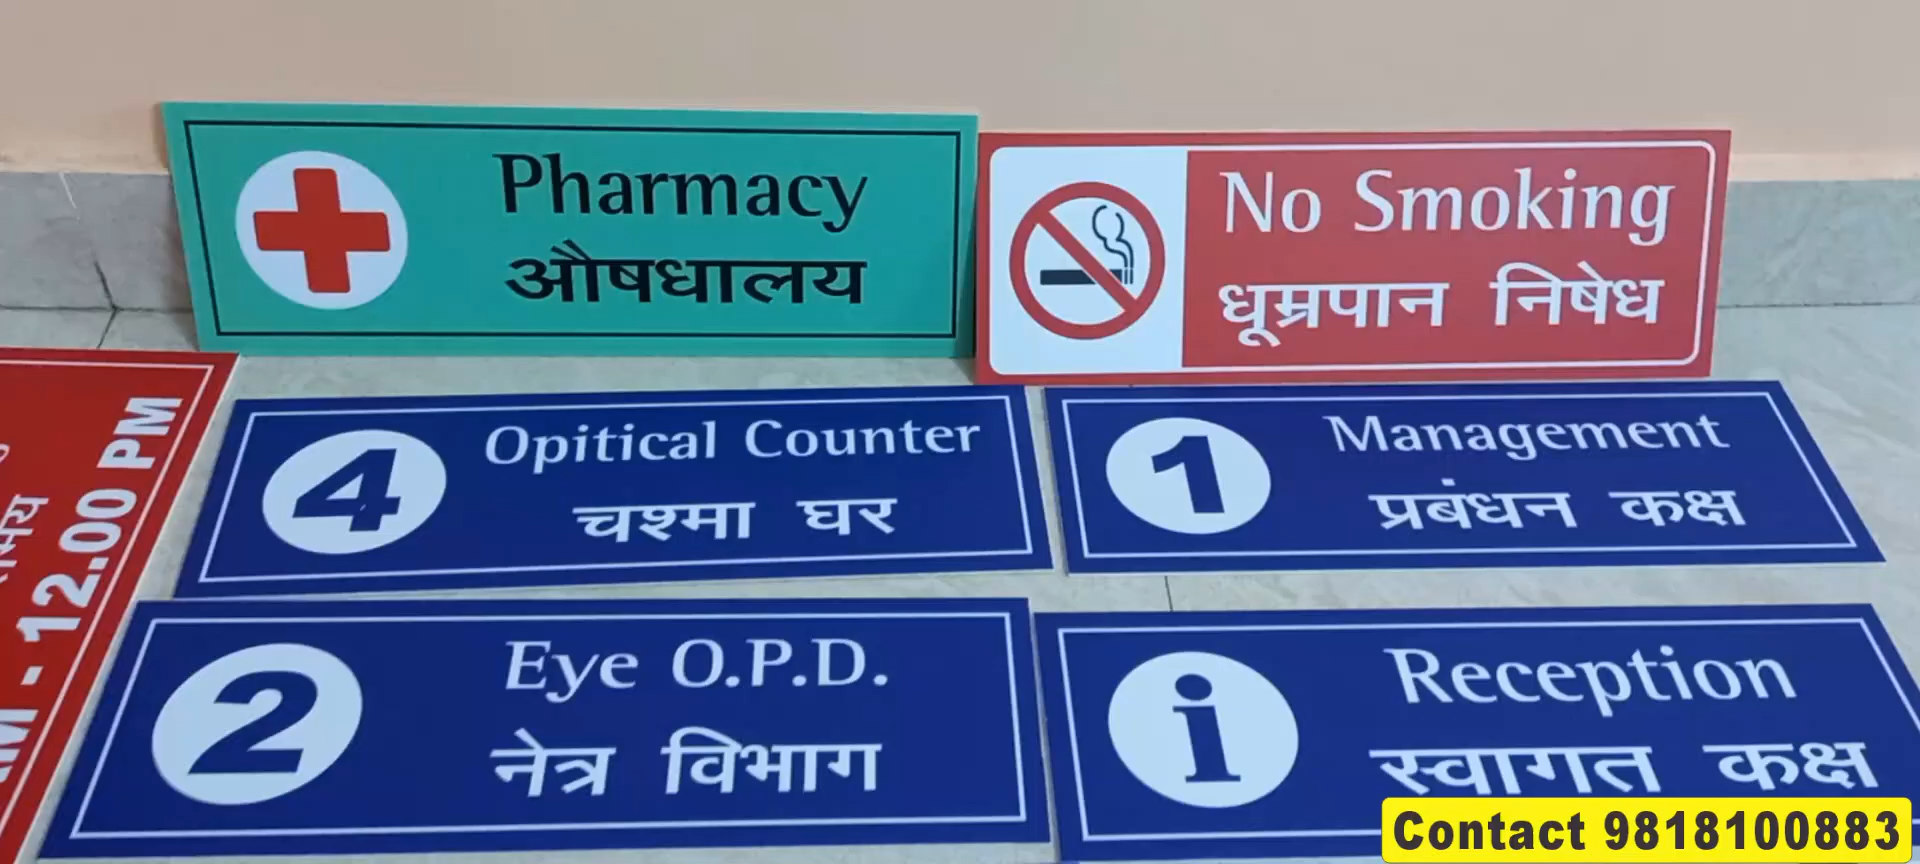 Pharmacy
औषधालय
No Smoking
धूम्रपान निषेध
4
Opitical Counter
चश्मा घर
1
Management
प्रबंधन कक्ष
12.00 PM
2
Eye O.P.D.
नेत्र विभाग
i
Reception
स्वागत कक्ष
Contact 9818100883